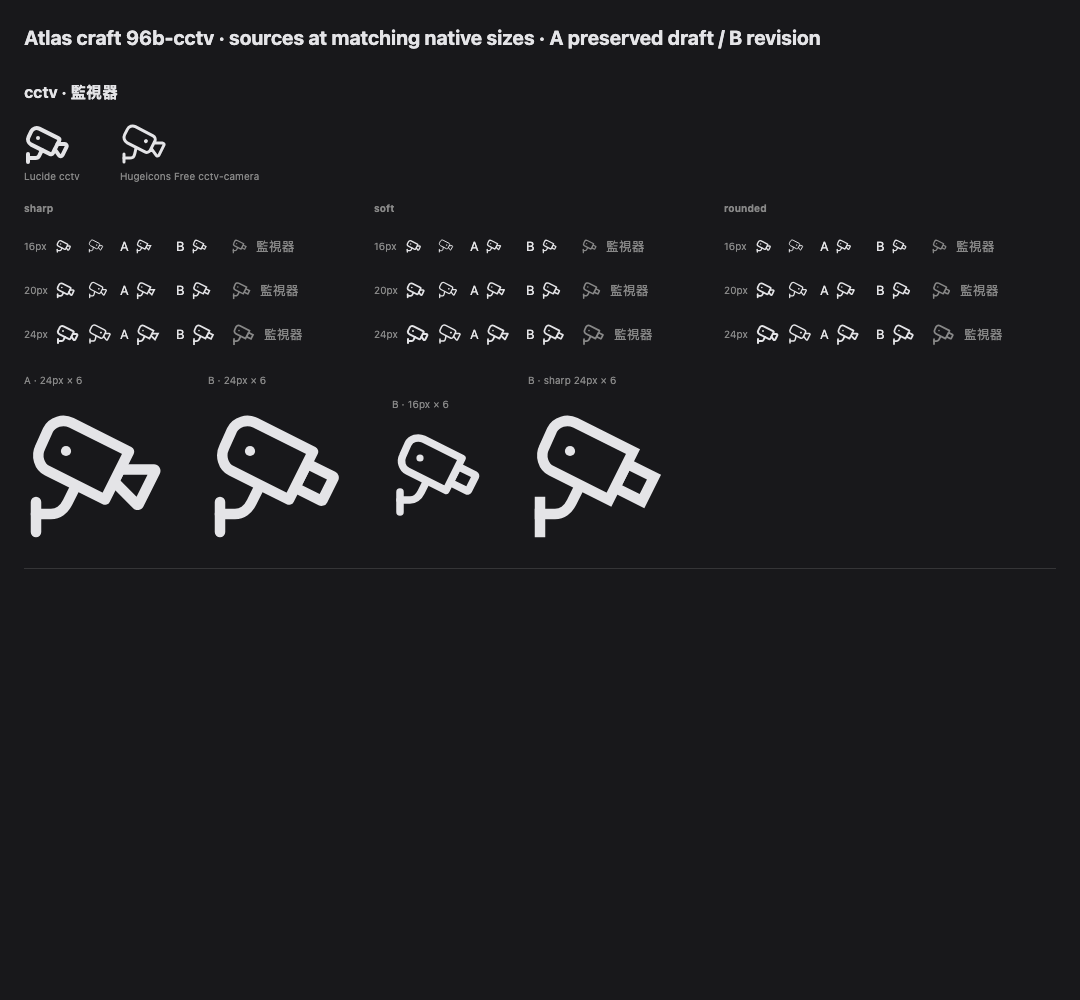 Atlas craft 96b-cctv · sources at matching native sizes · A preserved draft / B revision
cctv · 監視器
Lucide cctv
Hugeicons Free cctv-camera
sharp
soft
rounded
16px A B 監視器
16px A B 監視器
16px A B 監視器
20px A B 監視器
20px A B 監視器
20px A B 監視器
24px A B 監視器
24px A B 監視器
24px A B 監視器
A · 24px × 6
B · 24px × 6
B · 16px × 6
B · sharp 24px × 6